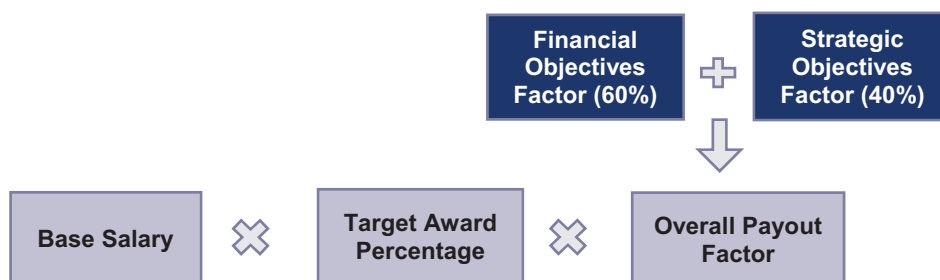 Financial
Objectives
Factor (60%)
Strategic
Objectives
Factor (40%)
Base Salary
Target Award
Percentage
Overall Payout
Factor